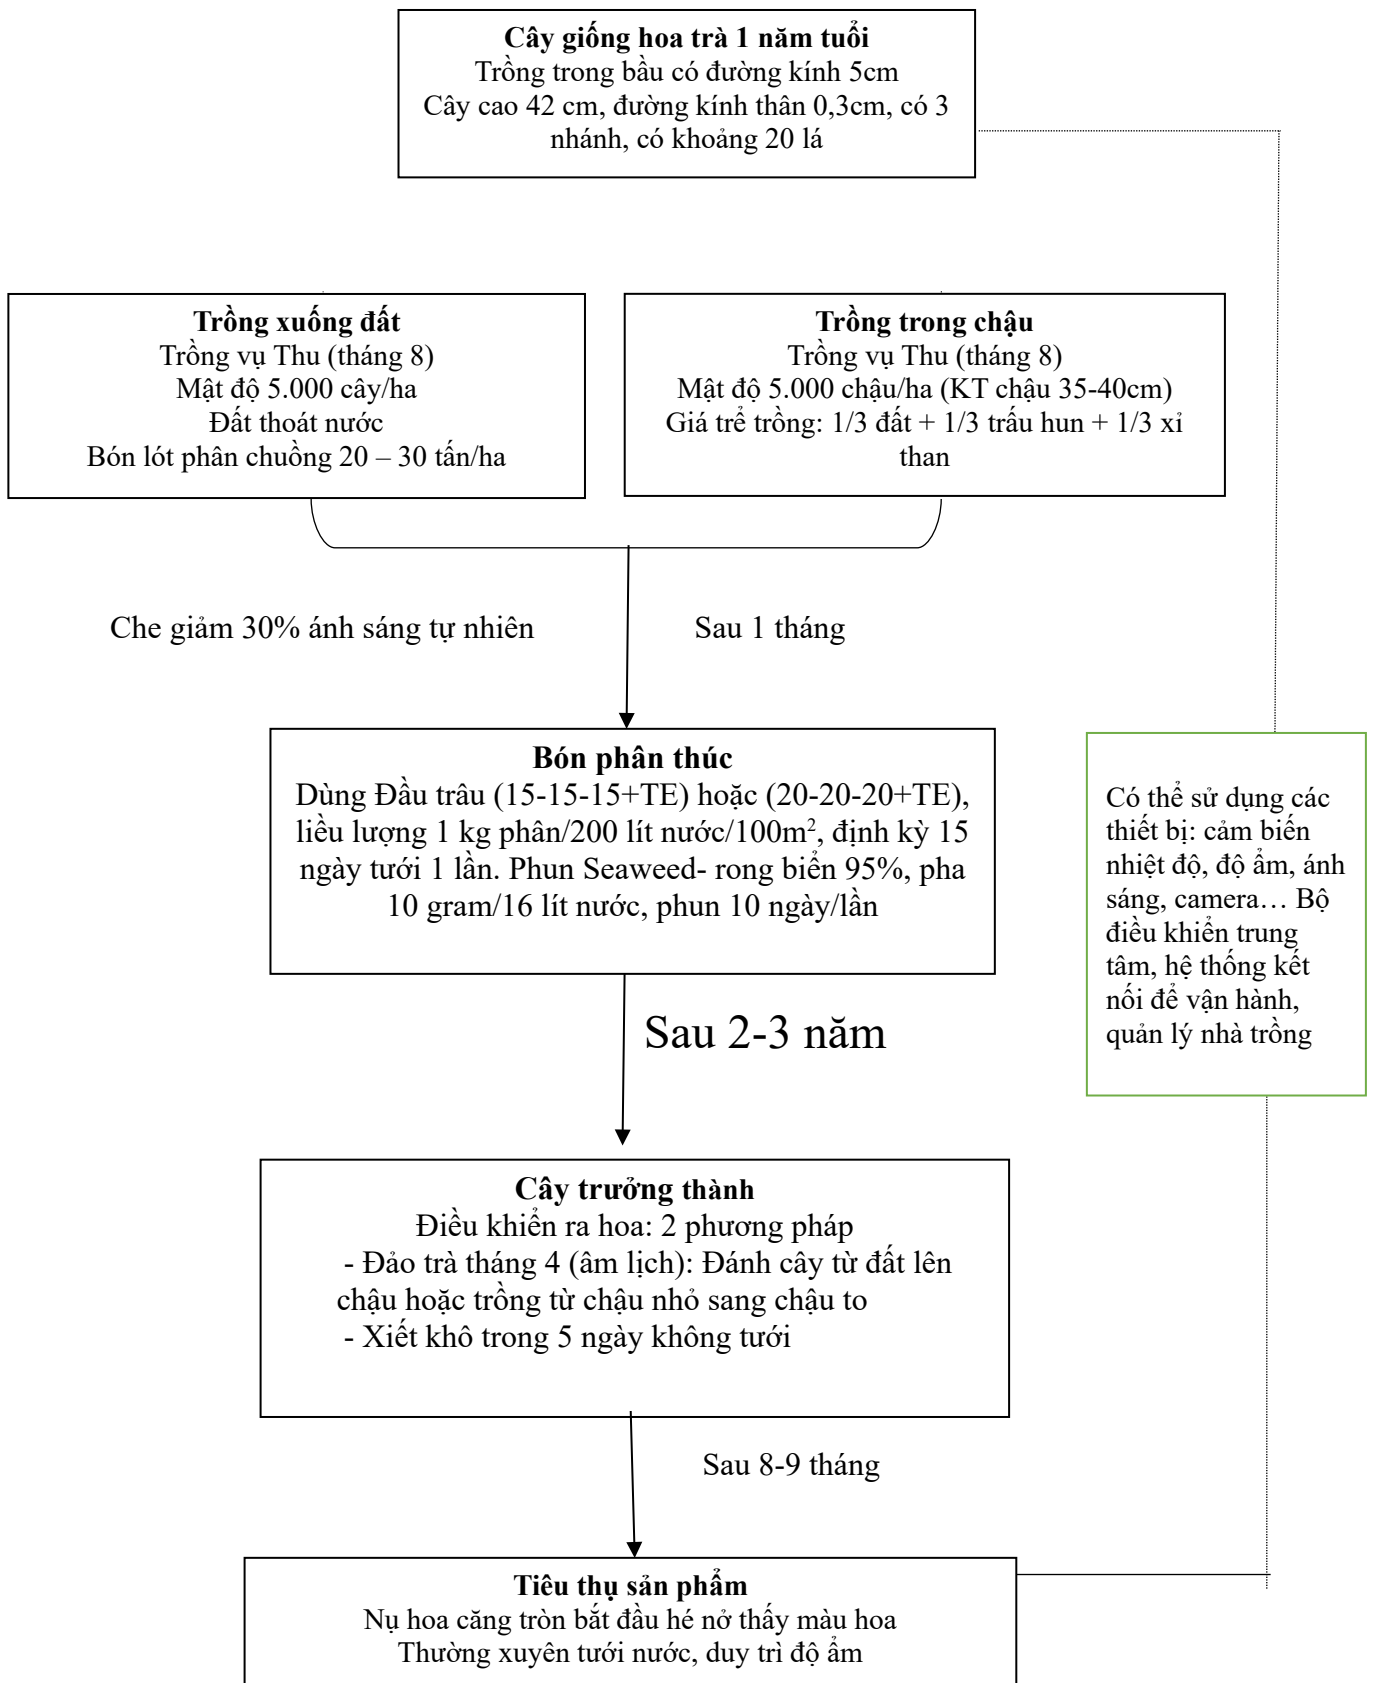 Cây giống hoa trà 1 năm tuổi
Trồng trong bầu có đường kính 5cm
Cây cao 42 cm, đường kính thân 0,3cm, có 3
nhánh, có khoảng 20 lá
Trồng xuống đất
Trồng vụ Thu (tháng 8)
Mật độ 5.000 cây/ha
Đất thoát nước
Bón lót phân chuồng 20 – 30 tấn/ha
Trồng trong chậu
Trồng vụ Thu (tháng 8)
Mật độ 5.000 chậu/ha (KT chậu 35-40cm)
Giá trể trồng: 1/3 đất + 1/3 trấu hun + 1/3 xỉ
than
Che giảm 30% ánh sáng tự nhiên
Sau 1 tháng
Bón phân thúc
Dùng Đầu trâu (15-15-15+TE) hoặc (20-20-20+TE),
liều lượng 1 kg phân/200 lít nước/100m², định kỳ 15
ngày tưới 1 lần. Phun Seaweed- rong biển 95%, pha
10 gram/16 lít nước, phun 10 ngày/lần
Có thể sử dụng các
thiết bị: cảm biến
nhiệt độ, độ ẩm, ánh
sáng, camera… Bộ
điều khiển trung
tâm, hệ thống kết
nối để vận hành,
quản lý nhà trồng
Sau 2-3 năm
Cây trưởng thành
Điều khiển ra hoa: 2 phương pháp
- Đảo trà tháng 4 (âm lịch): Đánh cây từ đất lên
chậu hoặc trồng từ chậu nhỏ sang chậu to
- Xiết khô trong 5 ngày không tưới
Sau 8-9 tháng
Tiêu thụ sản phẩm
Nụ hoa căng tròn bắt đầu hé nở thấy màu hoa
Thường xuyên tưới nước, duy trì độ ẩm